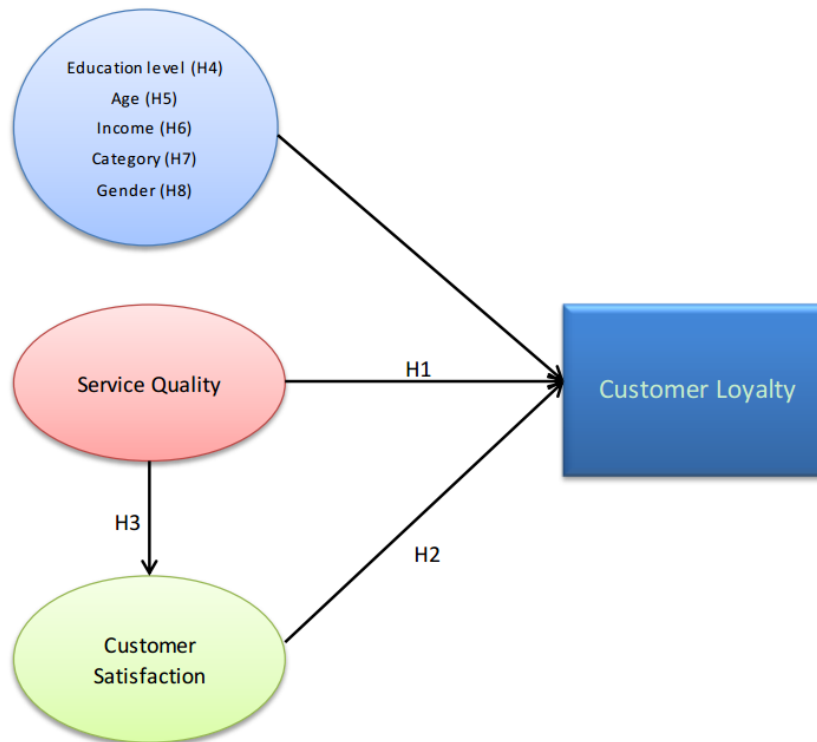 Education level (H4)
Age (H5)
Income (H6)
Category (H7)
Gender (H8)
Service Quality
H1
Customer Loyalty
H3
H2
Customer
Satisfaction